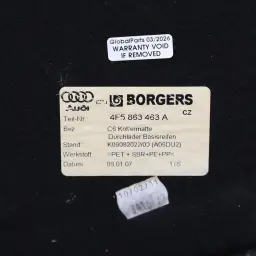 GlobalParts 03/2026
WARRANTY VOID
IF REMOVED
Audi
BORGERS
Teil-Nr. 4F5 863 463 A CZ
Bez C6 Koffermatte
Durchlader Basisreifen
Stand
Werkstoff >PET + SBR+PE+PP<
Datum 09.01.07